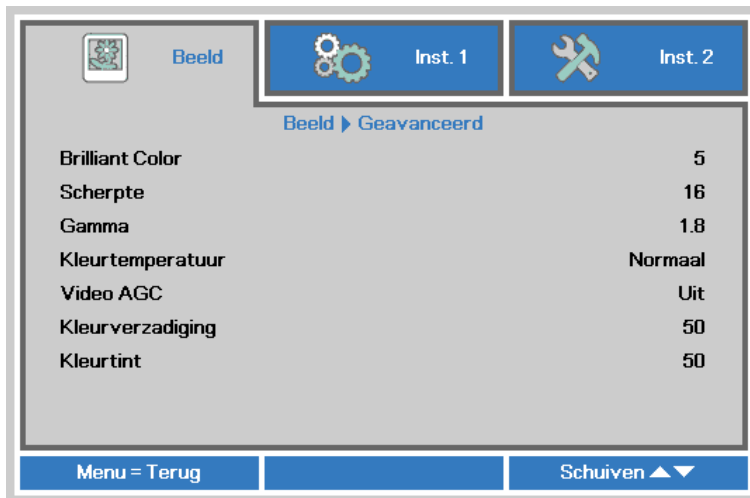 Beeld Inst. 1 Inst. 2
Beeld ▶ Geavanceerd
Brilliant Color 5
Scherpte 16
Gamma 1.8
Kleurtemperatuur Normaal
Video AGC Uit
Kleurverzadiging 50
Kleurtint 50
Menu = Terug Schuiven ▲▼